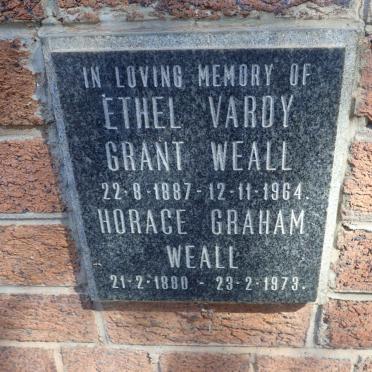 IN LOVING MEMORY OF
ETHEL VARDY
GRANT WEALL
22-8-1887-12-11-1964.
HORACE GRAHAM
WEALL
21-2-1880 - 23-2-1973.